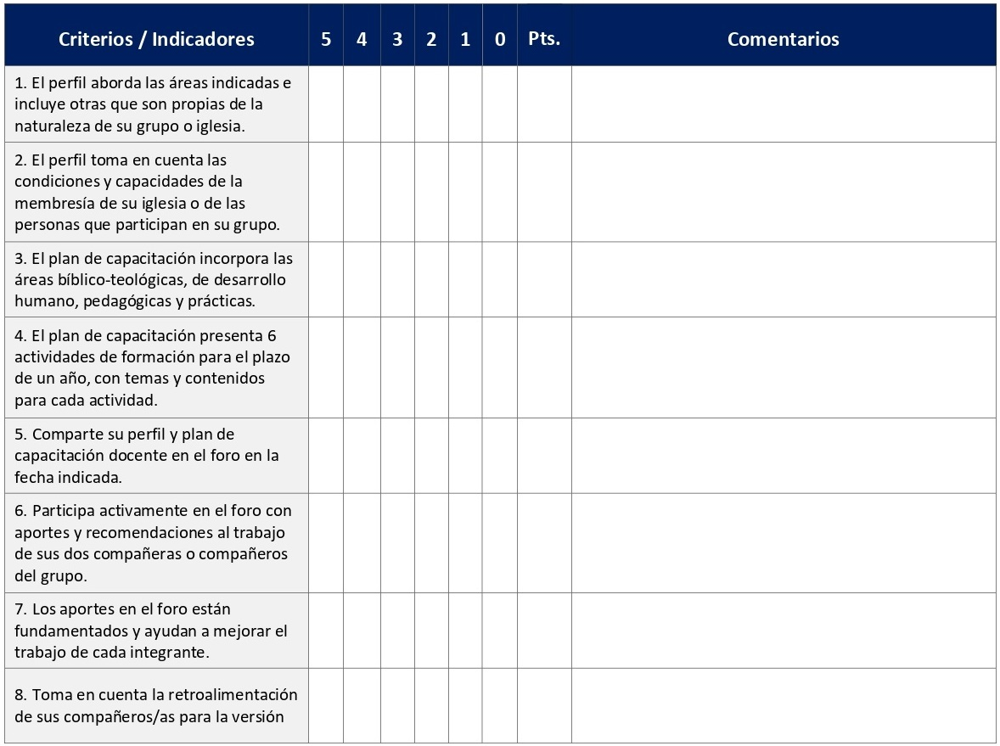 Criterios / Indicadores 5 4 3 2 1 0 Pts. Comentarios
1. El perfil aborda las áreas indicadas e
incluye otras que son propias de la
naturaleza de su grupo o iglesia.
2. El perfil toma en cuenta las
condiciones y capacidades de la
membresía de su iglesia o de las
personas que participan en su grupo.
3. El plan de capacitación incorpora las
áreas bíblico-teológicas, de desarrollo
humano, pedagógicas y prácticas.
4. El plan de capacitación presenta 6
actividades de formación para el plazo
de un año, con temas y contenidos
para cada actividad.
5. Comparte su perfil y plan de
capacitación docente en el foro en la
fecha indicada.
6. Participa activamente en el foro con
aportes y recomendaciones al trabajo
de sus dos compañeras o compañeros
del grupo.
7. Los aportes en el foro están
fundamentados y ayudan a mejorar el
trabajo de cada integrante.
8. Toma en cuenta la retroalimentación
de sus compañeros/as para la versión